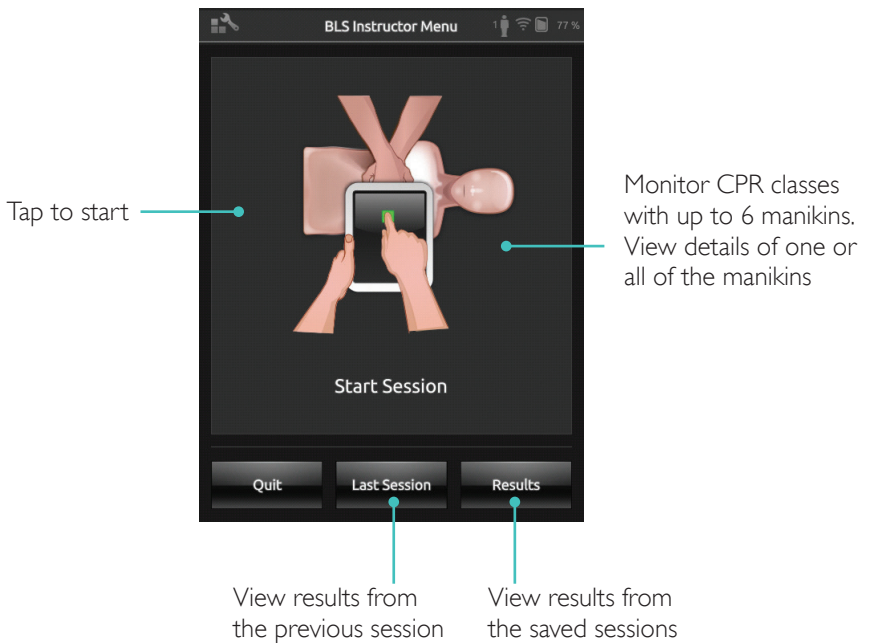 BLS Instructor Menu
1
77 %
Tap to start
Monitor CPR classes
with up to 6 manikins.
View details of one or
all of the manikins
Start Session
Quit
Last Session
Results
View results from
the previous session
View results from
the saved sessions